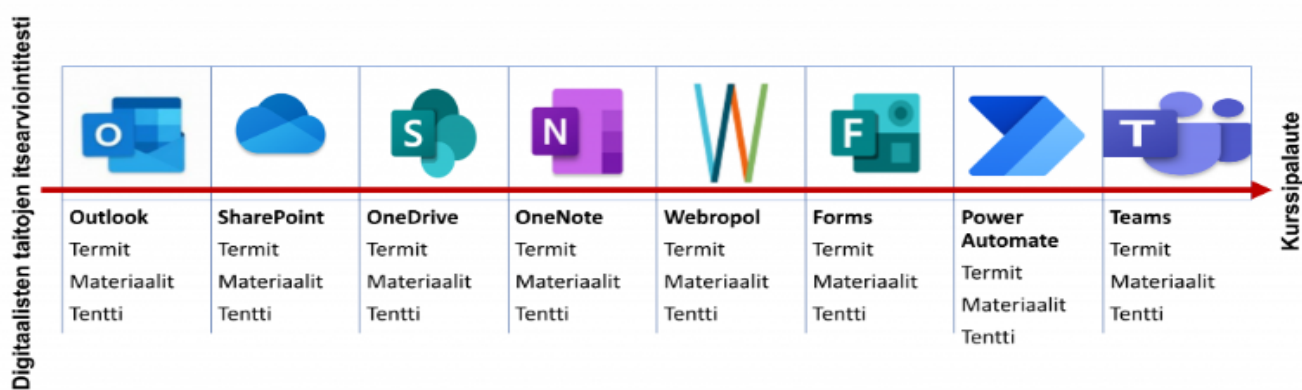 Digitaalisten taitojen itsearviointitesti
O
S
N
F
T
Outlook
Termit
Materiaalit
Tentti
SharePoint
Termit
Materiaalit
Tentti
OneDrive
Termit
Materiaalit
Tentti
OneNote
Termit
Materiaalit
Tentti
Webropol
Termit
Materiaalit
Tentti
Forms
Termit
Materiaalit
Tentti
Power
Automate
Termit
Materiaalit
Tentti
Teams
Termit
Materiaalit
Tentti
Kurssipalaute